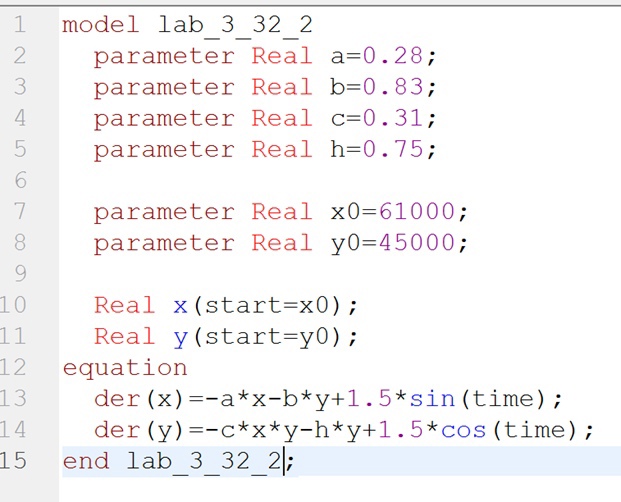 1 model lab_3_32_2
2 parameter Real a=0.28;
3 parameter Real b=0.83;
4 parameter Real c=0.31;
5 parameter Real h=0.75;
6
7 parameter Real x0=61000;
8 parameter Real y0=45000;
9
10 Real x(start=x0);
11 Real y(start=y0);
12 equation
13 der(x)=-a*x-b*y+1.5*sin(time);
14 der(y)=-c*x*y-h*y+1.5*cos(time);
15 end lab_3_32_2;